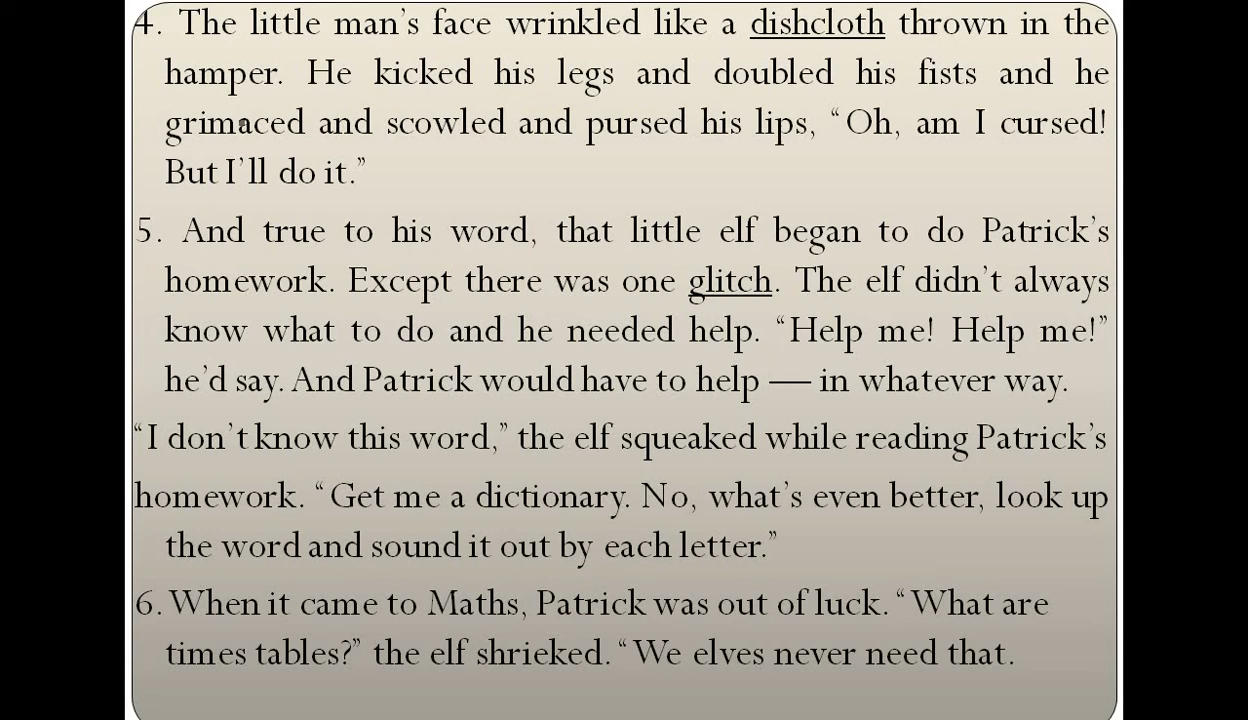 4. The little man’s face wrinkled like a dishcloth thrown in the
hamper. He kicked his legs and doubled his fists and he
grimaced and scowled and pursed his lips, “Oh, am I cursed!
But I’ll do it.”
5. And true to his word, that little elf began to do Patrick’s
homework. Except there was one glitch. The elf didn’t always
know what to do and he needed help. “Help me! Help me!”
he’d say. And Patrick would have to help — in whatever way.
“I don’t know this word,” the elf squeaked while reading Patrick’s
homework. “Get me a dictionary. No, what’s even better, look up
the word and sound it out by each letter.”
6. When it came to Maths, Patrick was out of luck. “What are
times tables?” the elf shrieked. “We elves never need that.